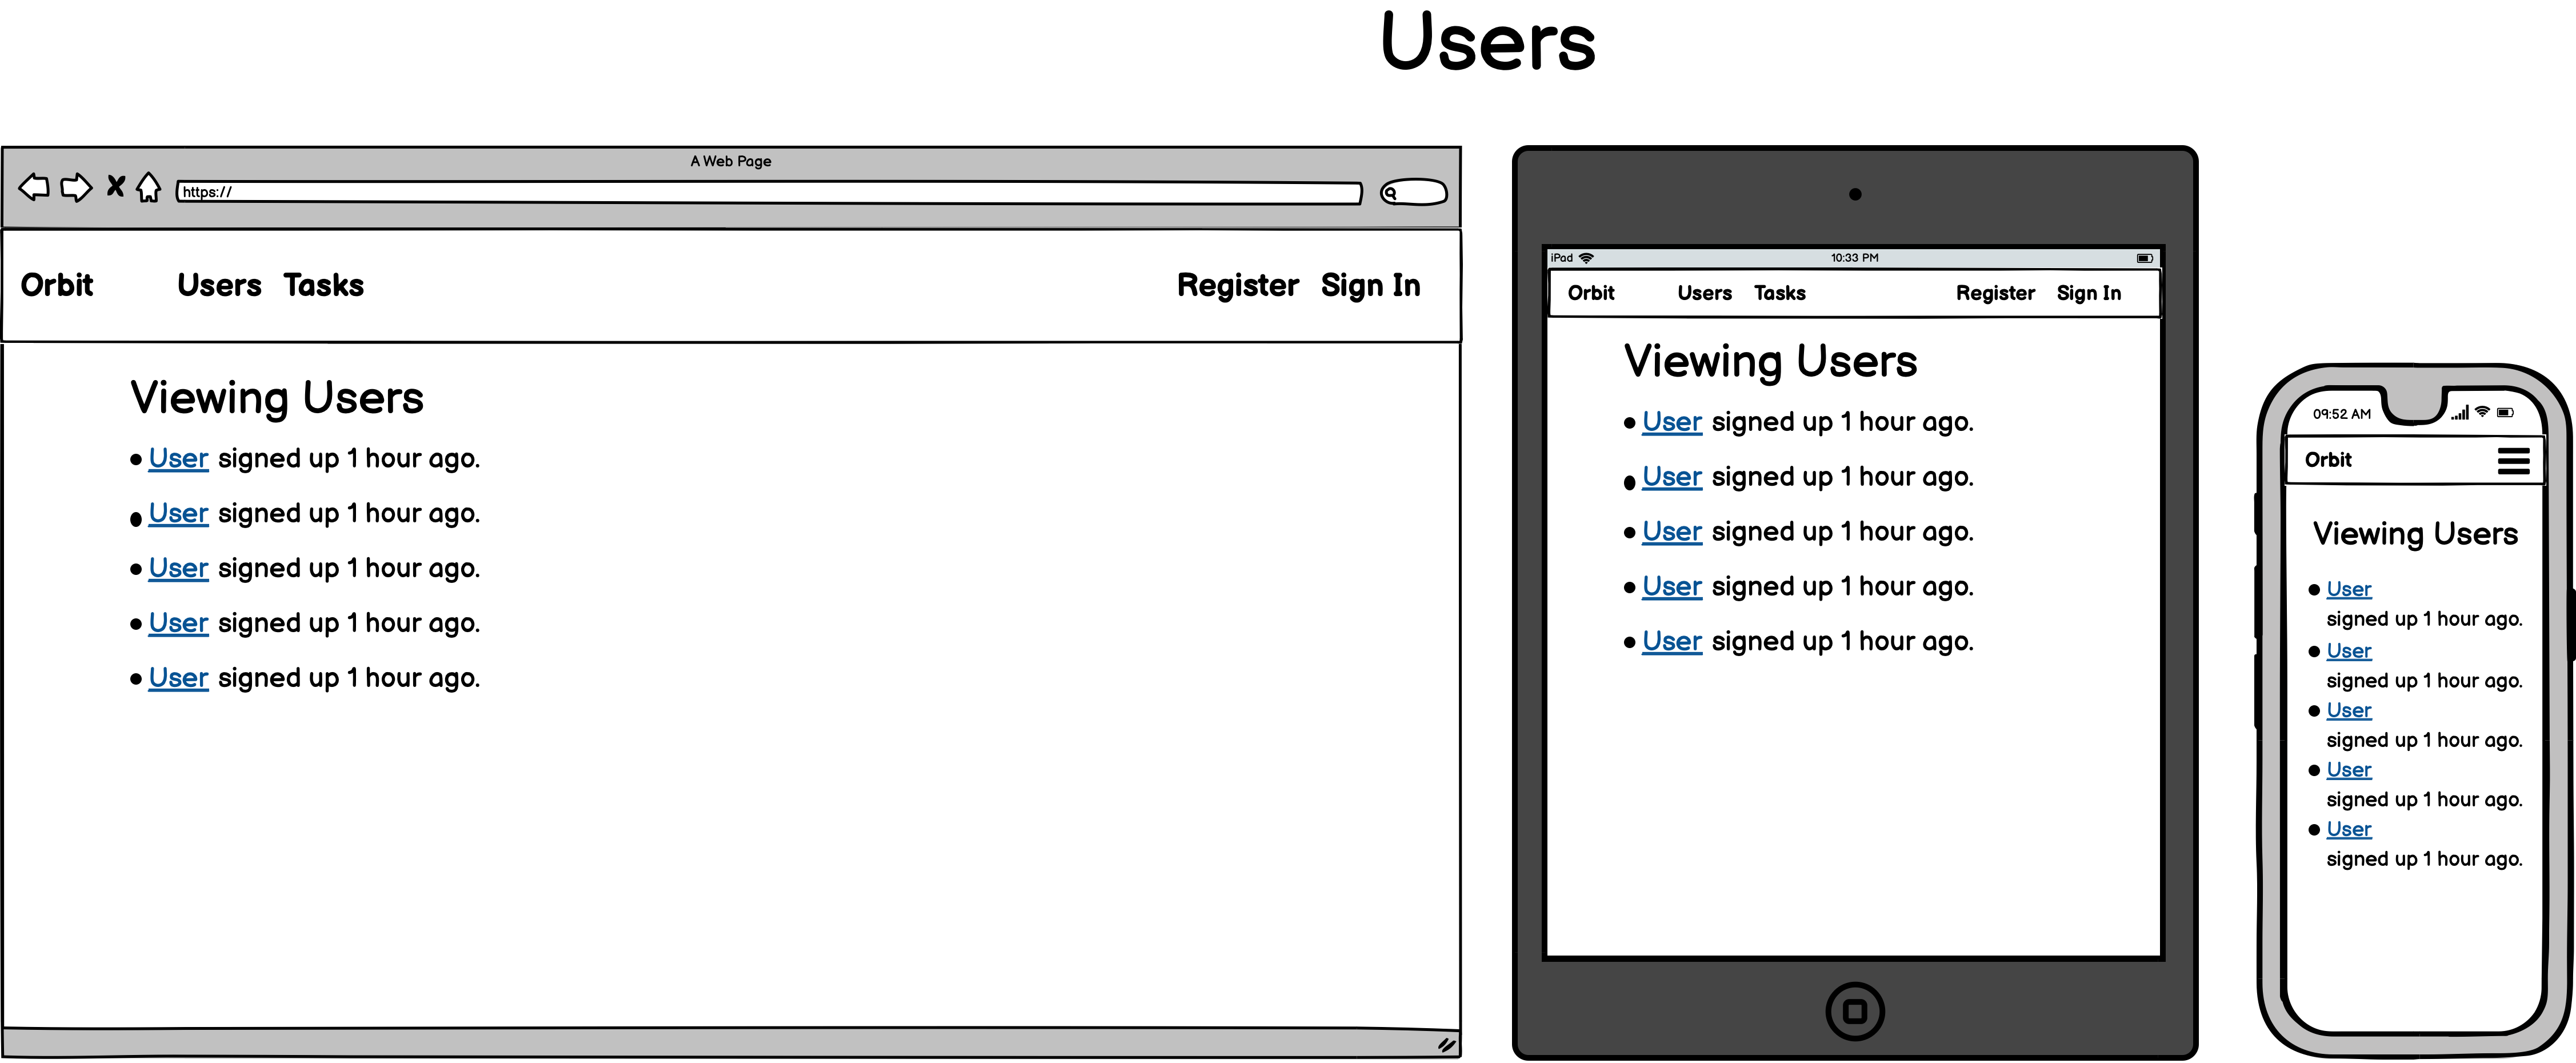 Users
A Web Page
https://
Orbit Users Tasks Register Sign In
Viewing Users
User signed up 1 hour ago.
User signed up 1 hour ago.
User signed up 1 hour ago.
User signed up 1 hour ago.
User signed up 1 hour ago.
iPad 10:33 PM
Orbit Users Tasks Register Sign In
Viewing Users
User signed up 1 hour ago.
User signed up 1 hour ago.
User signed up 1 hour ago.
User signed up 1 hour ago.
User signed up 1 hour ago.
09:52 AM
Orbit
Viewing Users
User
signed up 1 hour ago.
User
signed up 1 hour ago.
User
signed up 1 hour ago.
User
signed up 1 hour ago.
User
signed up 1 hour ago.